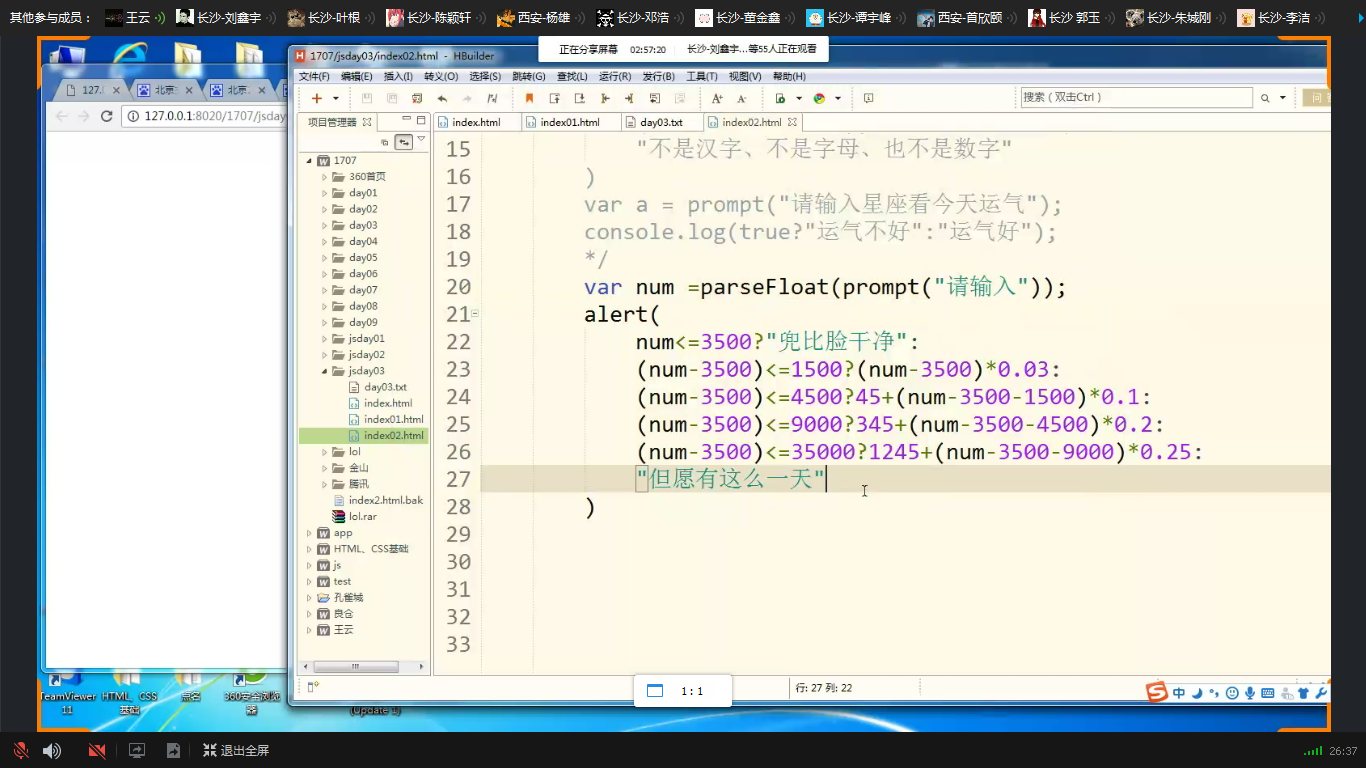 其他参与成员： 王云 长沙-刘鑫宇 长沙-叶根 长沙-陈颖轩 西安-杨雄 长沙-邓浩 长沙-董金鑫 长沙-谭宇峰 西安-首欣颐 长沙 郭玉 长沙-朱城刚 长沙-李洁
正在分享屏幕 02:57:20 长沙-刘鑫宇...等55人正在观看
1707/jsday03/index02.html - HBuilder
文件(F) 编辑(E) 插入(I) 转义(O) 选择(S) 跳转(G) 查找(L) 运行(R) 发行(B) 工具(T) 视图(V) 帮助(H)
搜索（双击Ctrl）
127.0.0.1:8020/1707/jsday
项目管理器
index.html index01.html day03.txt index02.html
1707
360首页
day01
day02
day03
day04
day05
day06
day07
day08
day09
jsday01
jsday02
jsday03
day03.txt
index.html
index01.html
index02.html
lol
金山
腾讯
index2.html.bak
lol.rar
app
HTML、CSS基础
js
test
孔雀城
良仓
王云
15 "不是汉字、不是字母、也不是数字"
16 )
17 var a = prompt("请输入星座看今天运气");
18 console.log(true?"运气不好":"运气好");
19 */
20 var num =parseFloat(prompt("请输入"));
21 alert(
22 num<=3500?"兜比脸干净":
23 (num-3500)<=1500?(num-3500)*0.03:
24 (num-3500)<=4500?45+(num-3500-1500)*0.1:
25 (num-3500)<=9000?345+(num-3500-4500)*0.2:
26 (num-3500)<=35000?1245+(num-3500-9000)*0.25:
27 "但愿有这么一天"
28 )
29
30
31
32
33
行: 27 列: 22
1:1
中
TeamViewer 11
HTML、CSS基础
360安全浏览器
(Update 1)
退出全屏
26:37